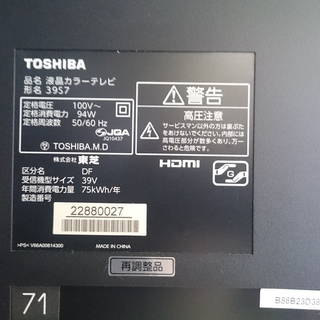 TOSHIBA
品名 液晶カラーテレビ
形名 39S7
定格電圧 100V～
定格消費電力 94W
定格周波数 50/60 Hz
JQA
JQ10437
TOSHIBA.M.D
株式会社 東芝
区分名 DF
受信機型サイズ 39V
年間消費電力量 75kWh/年
製造番号
22880027
>PS< V66A00814300 MADE IN CHINA
警告
高圧注意
サービスマン以外の方は裏ぶた
をあけないでください。内部には
高電圧部分が数多くあり、万一
さわると危険です。
HDMI
G
再調整品
71
B86B23D38